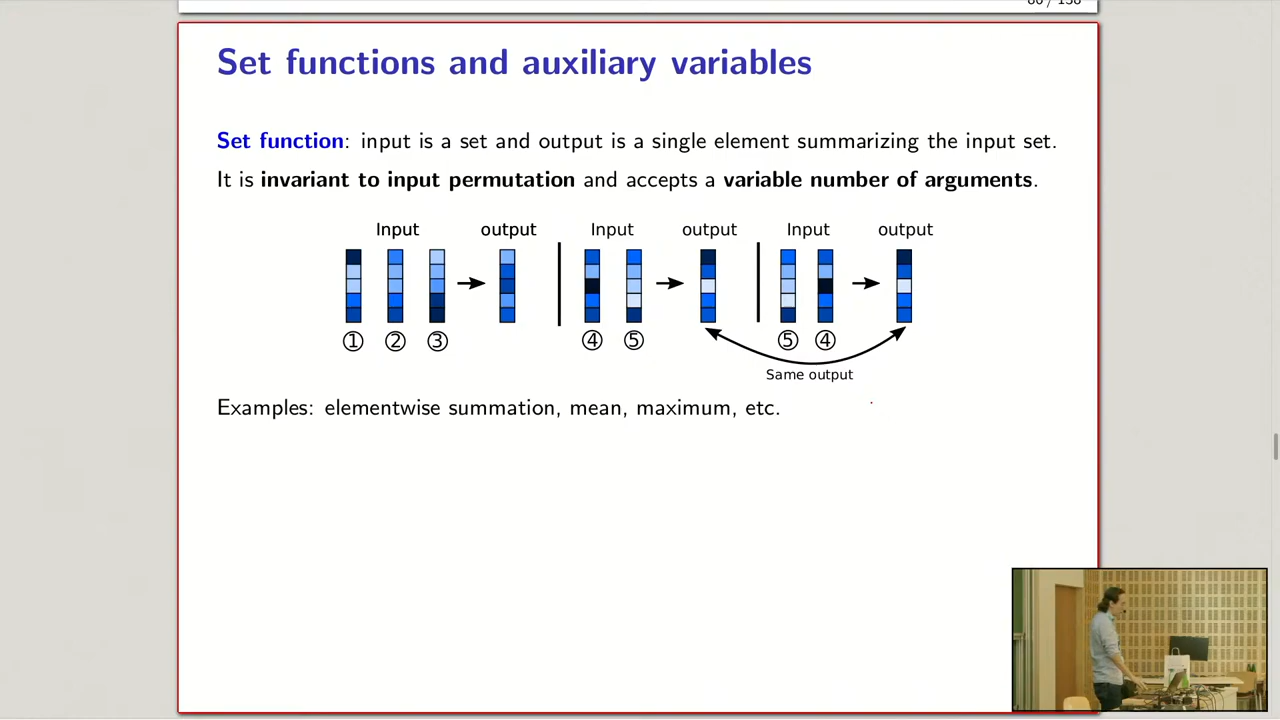 Set functions and auxiliary variables
Set function: input is a set and output is a single element summarizing the input set.
It is invariant to input permutation and accepts a variable number of arguments.
Input output Input output Input output
① ② ③ ④ ⑤ ⑤ ④
Same output
Examples: elementwise summation, mean, maximum, etc.